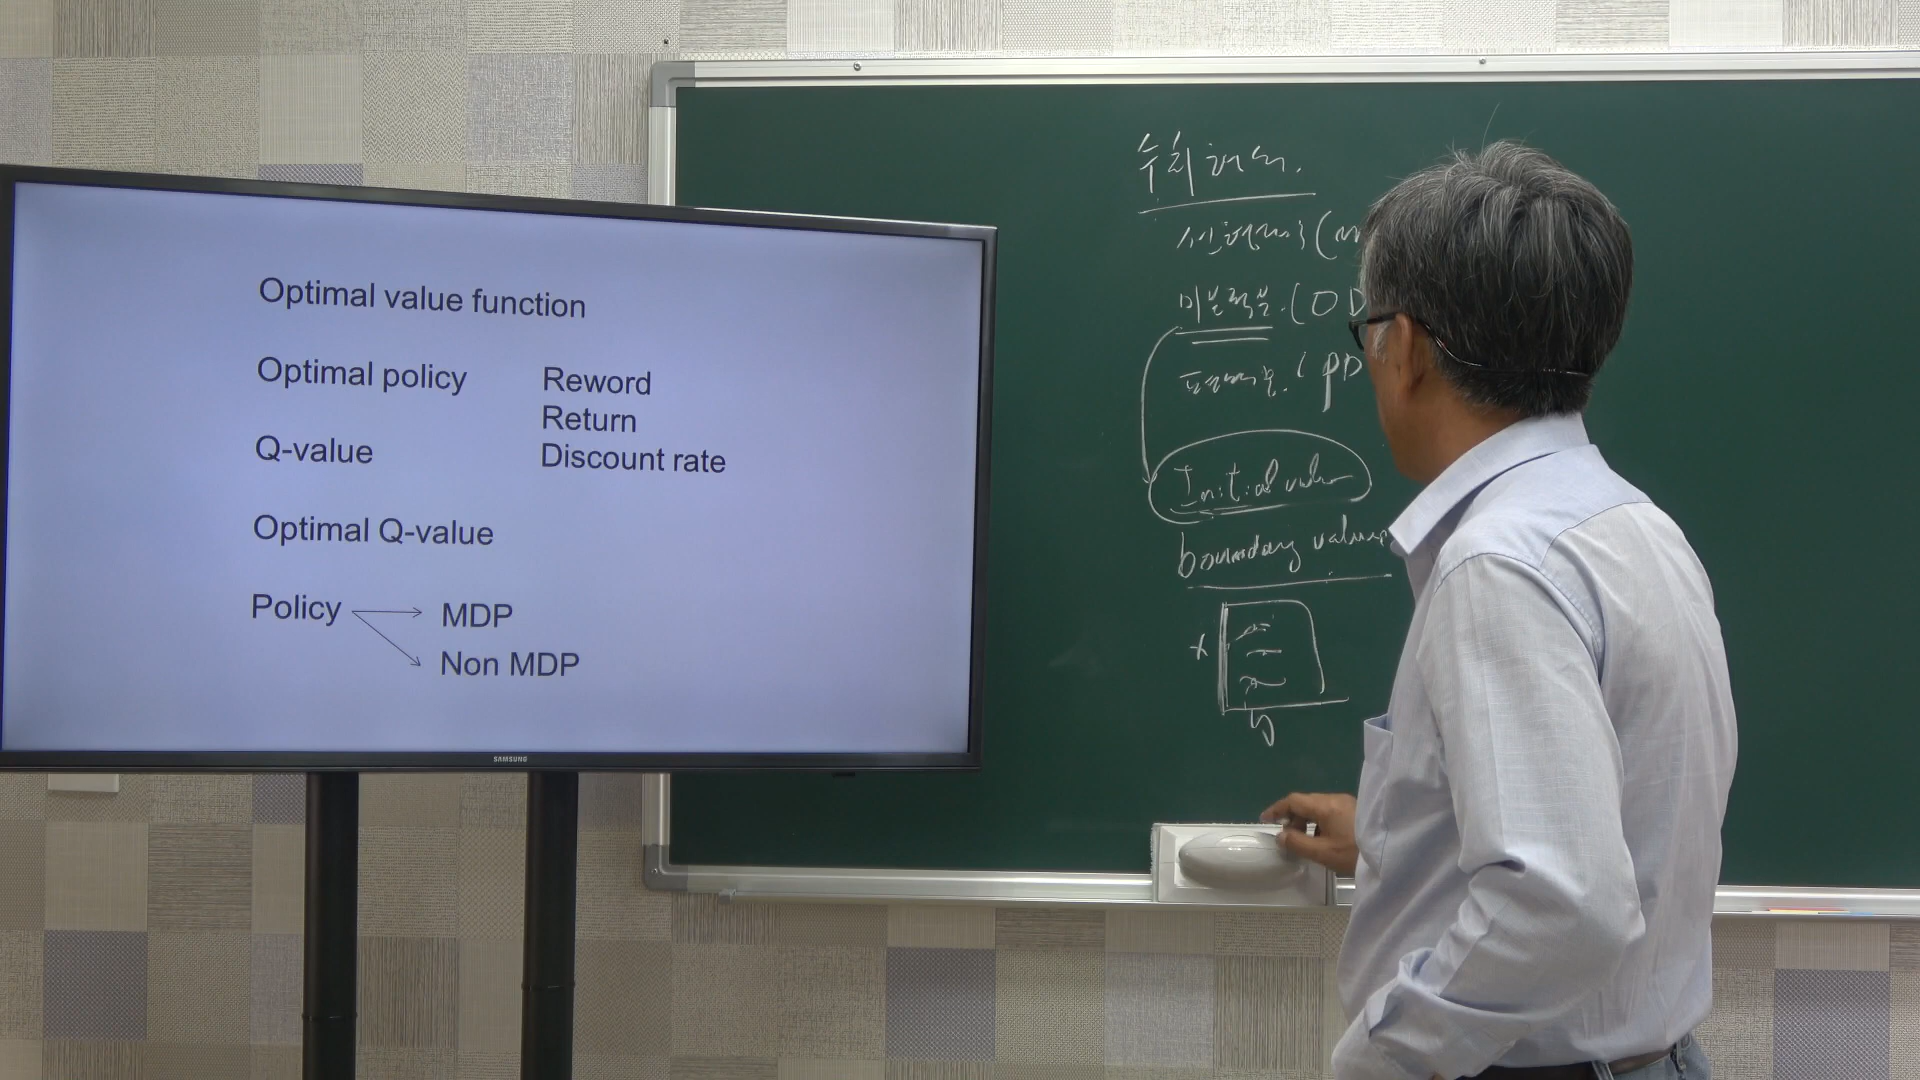 Optimal value function
Optimal policy
Reword
Return
Q-value
Discount rate
Optimal Q-value
Policy
MDP
Non MDP
SAMSUNG
수치해석.
미분방정식. (OD
(PD
Initial value
boundary value
x
y